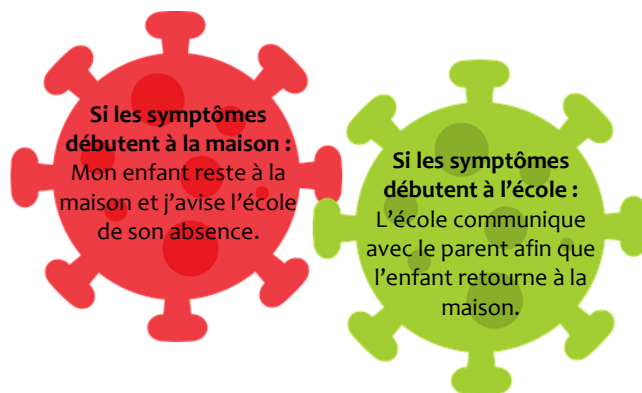 Si les symptômes
débutent à la maison :
Mon enfant reste à la
maison et j’avise l’école
de son absence.
Si les symptômes
débutent à l’école :
L’école communique
avec le parent afin que
l’enfant retourne à la
maison.